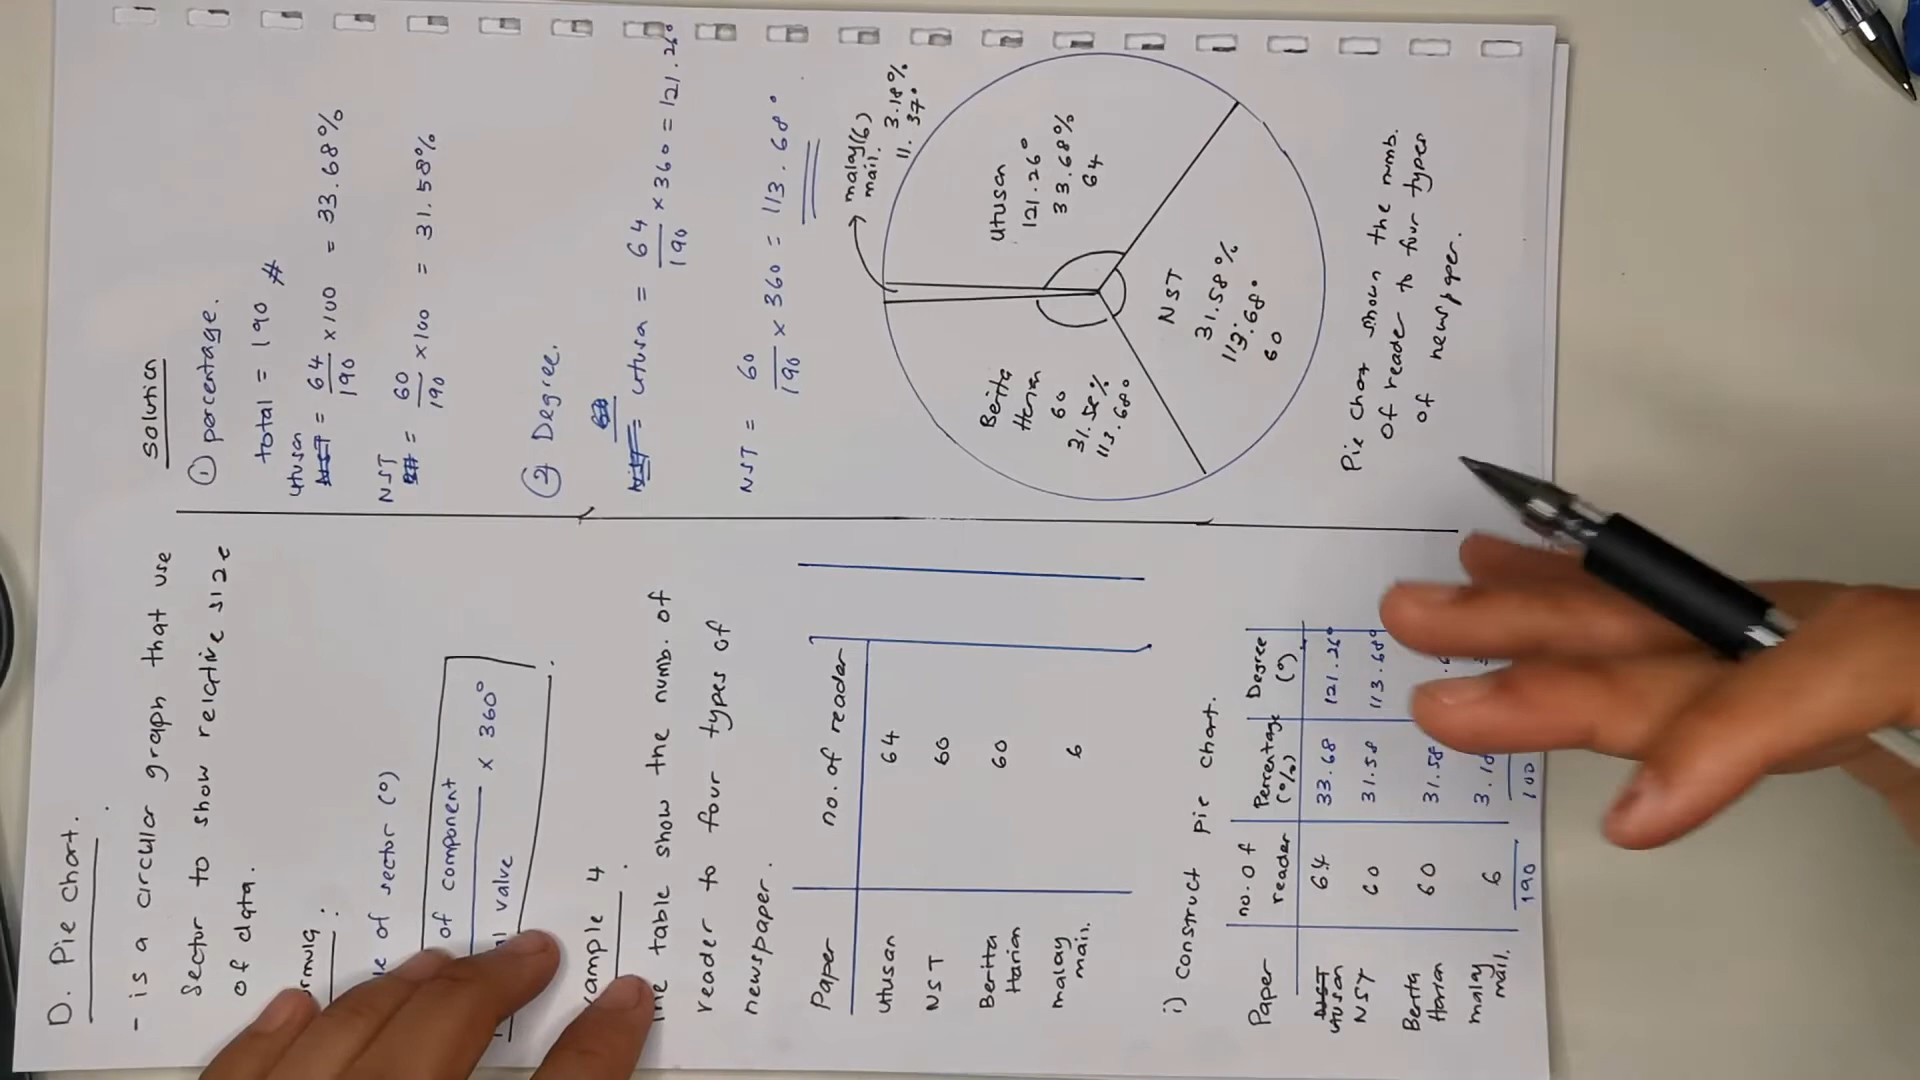 D. Pie chart.
- is a circular graph that use
sector to show relative size
of data.
of sector (°)
of component
× 360°
value
4
table show the numb. of
reader to four types of
newspaper.
Paper no. of reader
Utusan 64
NST 60
Beritta
Harian 60
malay
mail. 6
i) construct pie chart.
Paper no. of
reader Percentage
(%) Degree
(°)
Utusan 64 33.68 121.26°
NST 60 31.58 113.68°
Berita
Harian 60 31.58
malay
mail. 6 3.18
190 100
Solution
① percentage.
total = 190 #
Utusan = 64/190 × 100 = 33.68%
NST = 60/190 × 100 = 31.58%
② Degree.
Utusa = 64/190 × 360 = 121.26°
NST = 60/190 × 360 = 113.68°
malay(6)
mail.
3.18%
11.37°
Utusan
121.26°
33.68%
64
NST
31.58%
113.68°
60
Berita
Harian
60
31.58%
113.68°
Pie chart shown the numb.
of reader to four types
of newspaper.